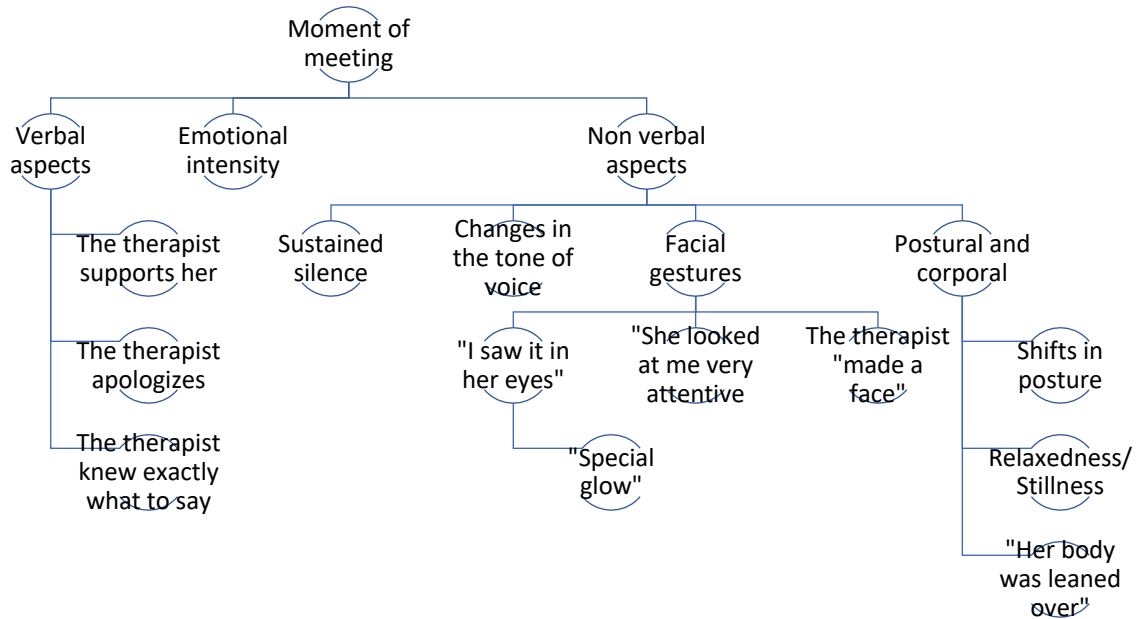 Moment of
meeting
Verbal
aspects
Emotional
intensity
Non verbal
aspects
The therapist
supports her
Sustained
silence
Changes in
the tone of
voice
Facial
gestures
Postural and
corporal
The therapist
apologizes
"I saw it in
her eyes"
"She looked
at me very
attentive
The therapist
"made a
face"
Shifts in
posture
The therapist
knew exactly
what to say
"Special
glow"
Relaxedness/
Stillness
"Her body
was leaned
over"